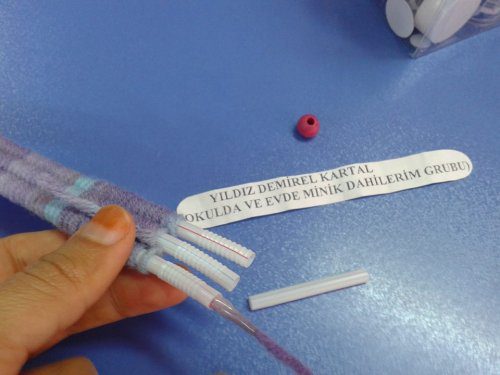 YILDIZ DEMİREL KARTAL
OKULDA VE EVDE MİNİK DAHİLERİM GRUBU)